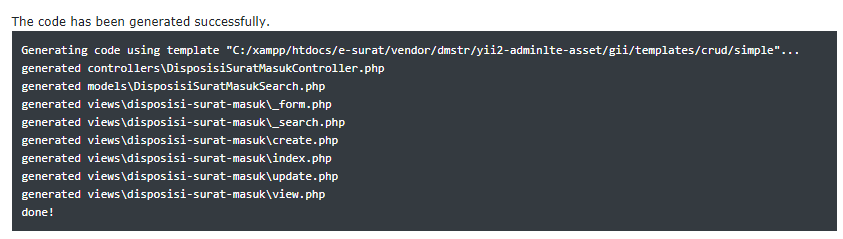 The code has been generated successfully.
Generating code using template "C:/xampp/htdocs/e-surat/vendor/dmstr/yii2-adminlte-asset/gii/templates/crud/simple"...
generated controllers\DisposisiSuratMasukController.php
generated models\DisposisiSuratMasukSearch.php
generated views\disposisi-surat-masuk\_form.php
generated views\disposisi-surat-masuk\_search.php
generated views\disposisi-surat-masuk\create.php
generated views\disposisi-surat-masuk\index.php
generated views\disposisi-surat-masuk\update.php
generated views\disposisi-surat-masuk\view.php
done!